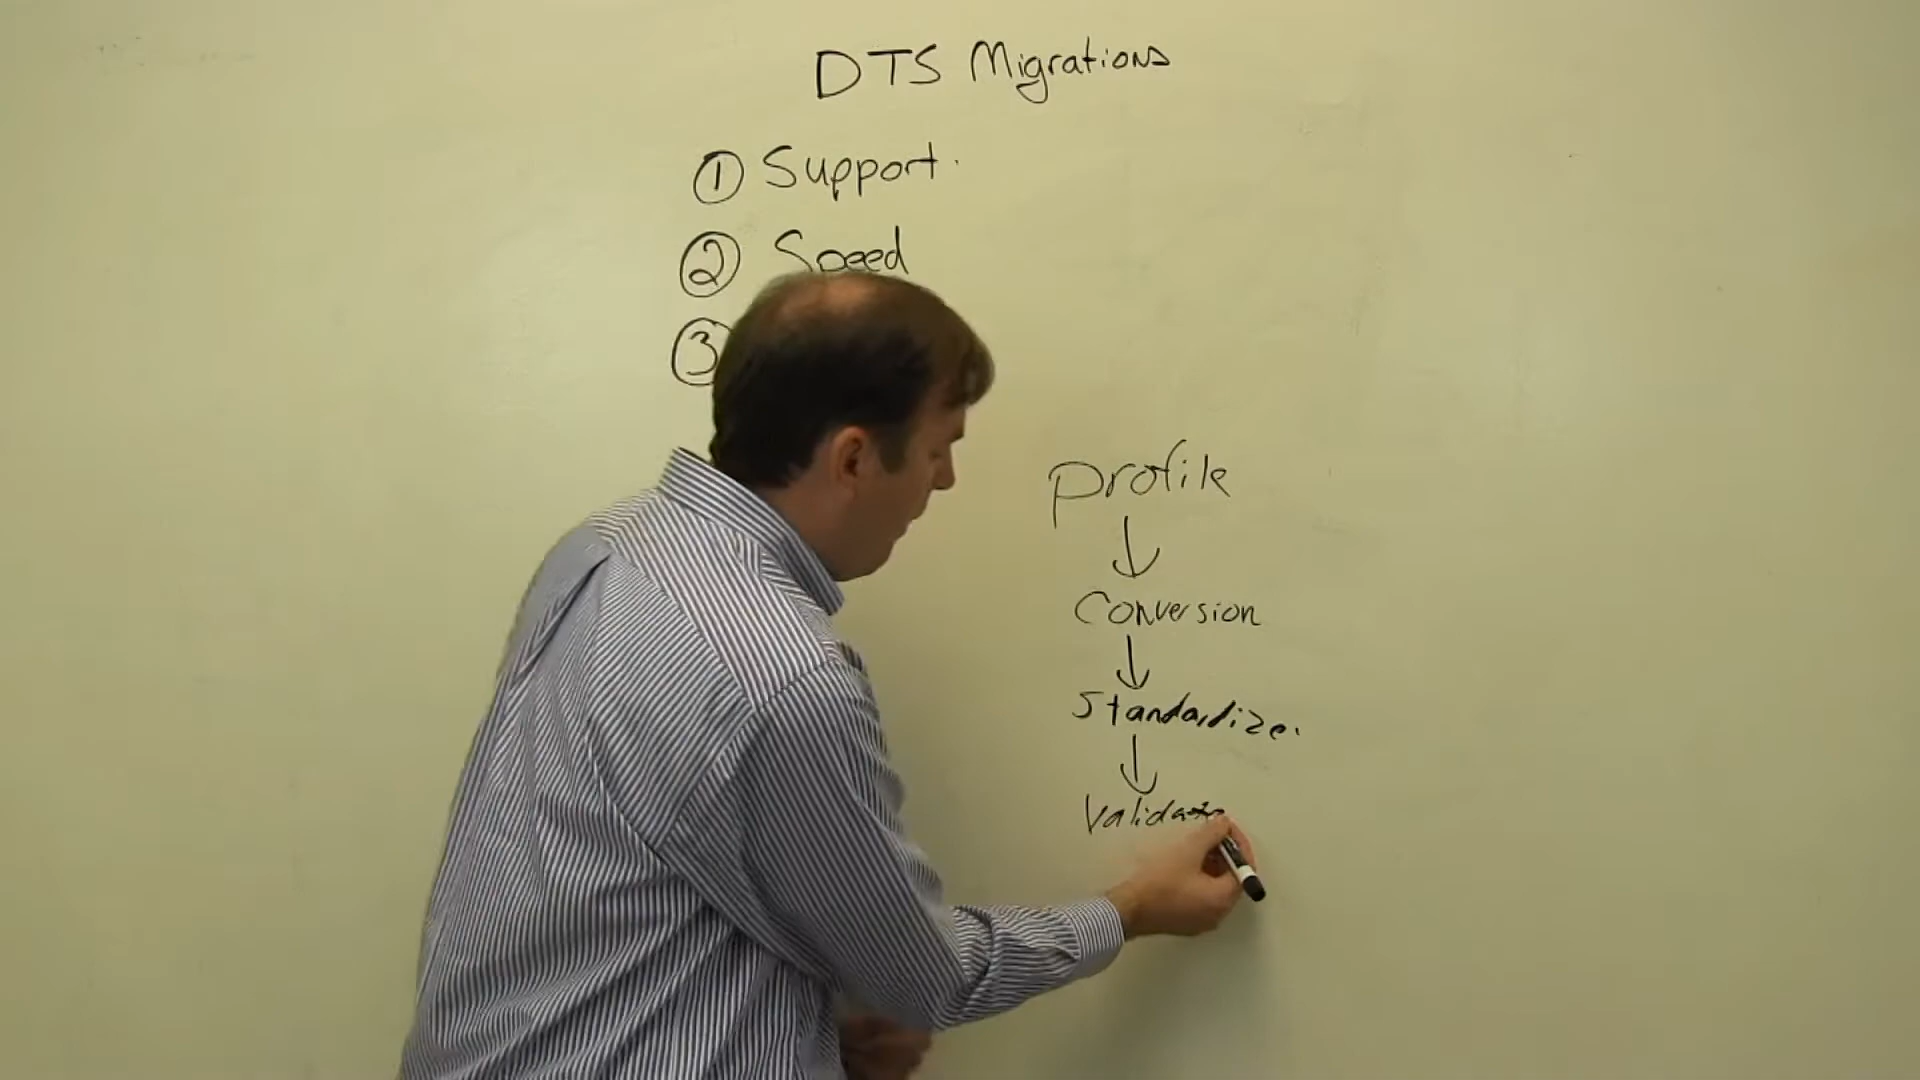 DTS Migrations
① Support.
② Speed
③
Profile
↓
Conversion
↓
Standardize.
↓
Validate